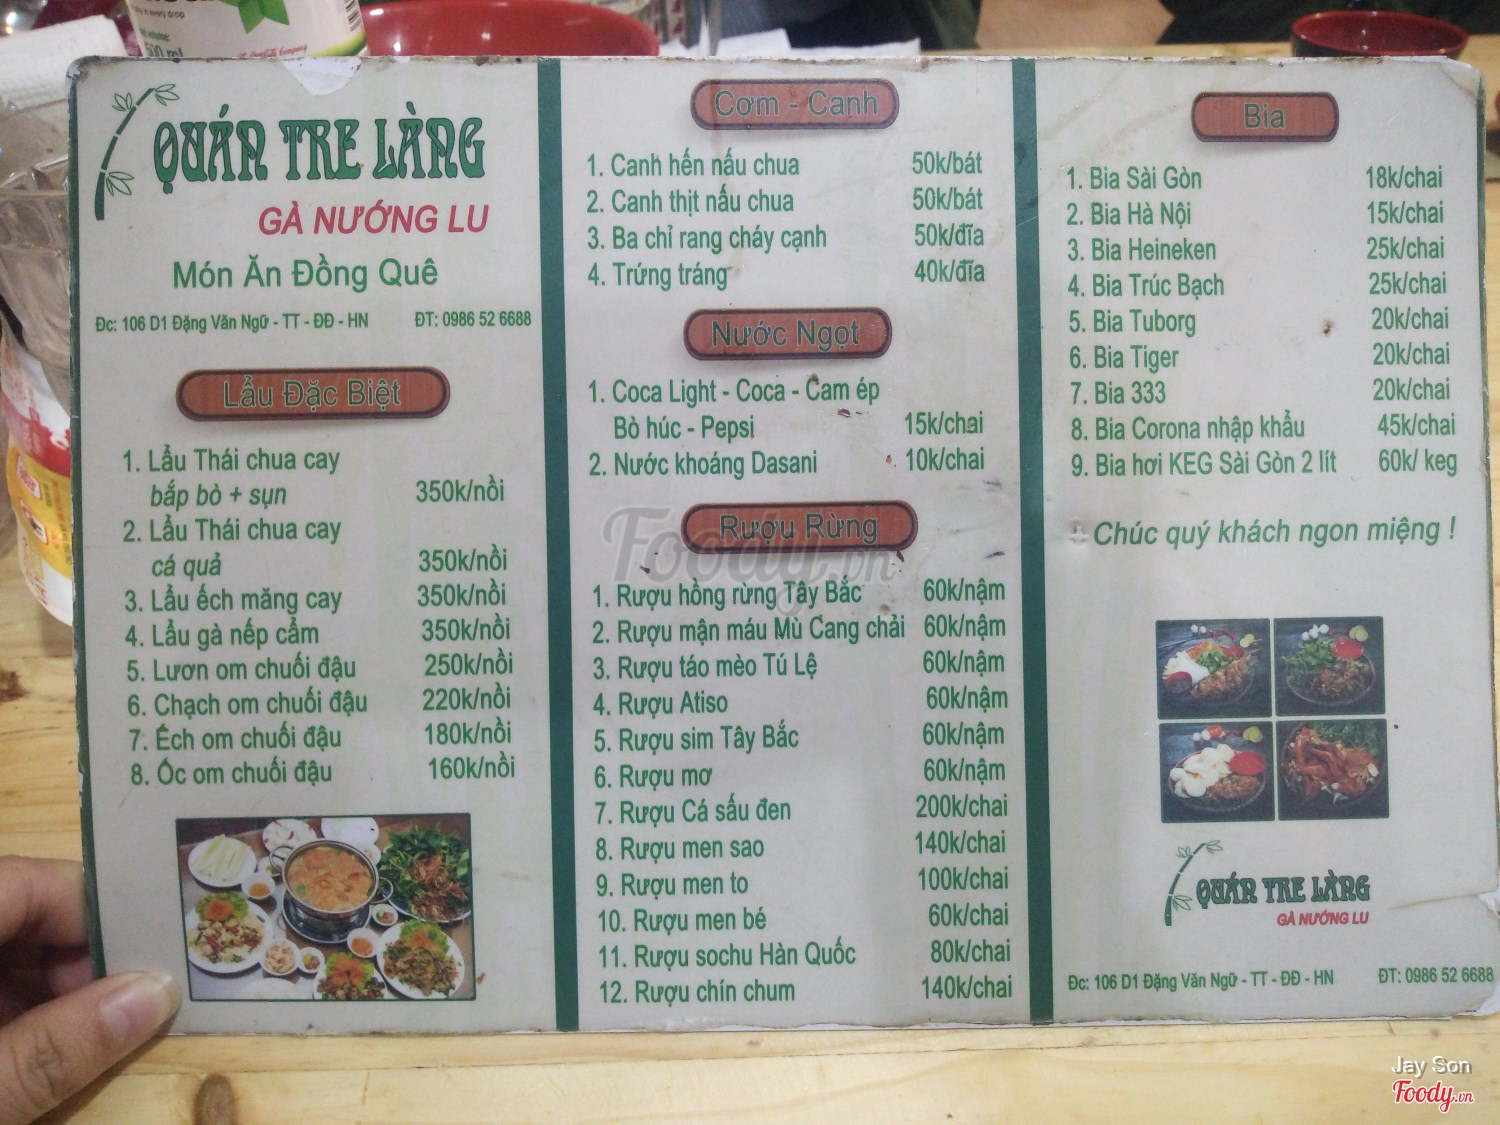 QUÁN TRE LÀNG
GÀ NƯỚNG LU
Món Ăn Đồng Quê
Đc: 106 D1 Đặng Văn Ngữ - TT - ĐĐ - HN ĐT: 0986 52 6688
Lẩu Đặc Biệt
1. Lẩu Thái chua cay
bắp bò + sụn 350k/nồi
2. Lẩu Thái chua cay
cá quả 350k/nồi
3. Lẩu ếch măng cay 350k/nồi
4. Lẩu gà nếp cẩm 350k/nồi
5. Lươn om chuối đậu 250k/nồi
6. Chạch om chuối đậu 220k/nồi
7. Ếch om chuối đậu 180k/nồi
8. Ốc om chuối đậu 160k/nồi
Cơm - Canh
1. Canh hến nấu chua 50k/bát
2. Canh thịt nấu chua 50k/bát
3. Ba chỉ rang cháy cạnh 50k/đĩa
4. Trứng tráng 40k/đĩa
Nước Ngọt
1. Coca Light - Coca - Cam ép
Bò húc - Pepsi 15k/chai
2. Nước khoáng Dasani 10k/chai
Rượu Rừng
1. Rượu hồng rừng Tây Bắc 60k/nậm
2. Rượu mận máu Mù Cang chải 60k/nậm
3. Rượu táo mèo Tú Lệ 60k/nậm
4. Rượu Atiso 60k/nậm
5. Rượu sim Tây Bắc 60k/nậm
6. Rượu mơ 60k/nậm
7. Rượu Cá sấu đen 200k/chai
8. Rượu men sao 140k/chai
9. Rượu men to 100k/chai
10. Rượu men bé 60k/chai
11. Rượu sochu Hàn Quốc 80k/chai
12. Rượu chín chum 140k/chai
Bia
1. Bia Sài Gòn 18k/chai
2. Bia Hà Nội 15k/chai
3. Bia Heineken 25k/chai
4. Bia Trúc Bạch 25k/chai
5. Bia Tuborg 20k/chai
6. Bia Tiger 20k/chai
7. Bia 333 20k/chai
8. Bia Corona nhập khẩu 45k/chai
9. Bia hơi KEG Sài Gòn 2 lít 60k/ keg
Chúc quý khách ngon miệng !
QUÁN TRE LÀNG
GÀ NƯỚNG LU
Đc: 106 D1 Đặng Văn Ngữ - TT - ĐĐ - HN ĐT: 0986 52 6688
Foody.vn
Jay Son
Foody.vn